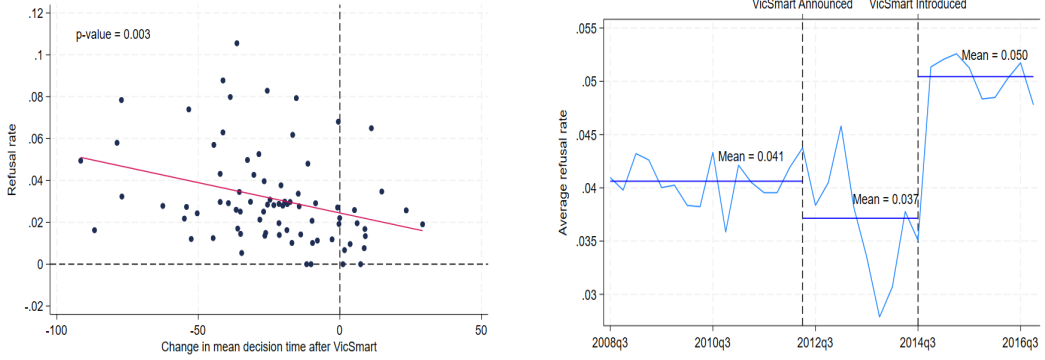 .12
.1
.08
.06
.04
.02
0
-.02
Refusal rate
p-value = 0.003
-100
-50
0
50
Change in mean decision time after VicSmart
VicSmart Announced
VicSmart Introduced
.055
.05
.045
.04
.035
.03
Average refusal rate
Mean = 0.041
Mean = 0.037
Mean = 0.050
2008q3
2010q3
2012q3
2014q3
2016q3